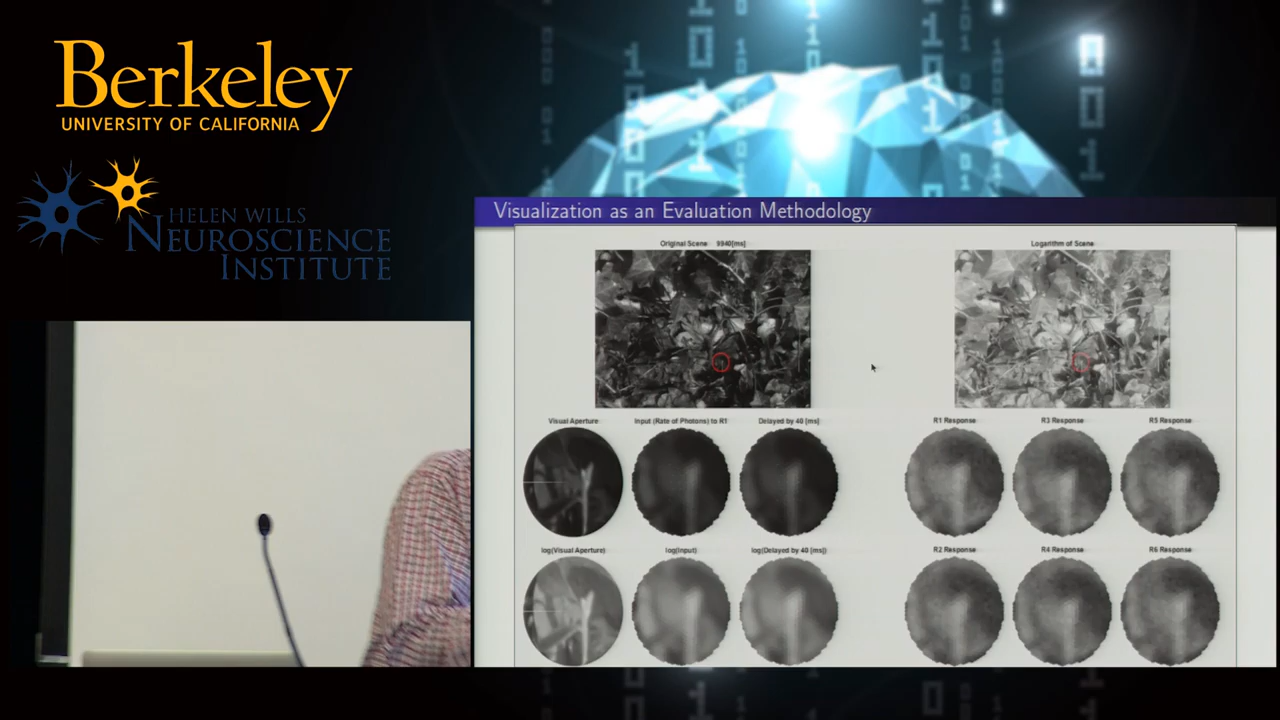 Berkeley
UNIVERSITY OF CALIFORNIA
HELEN WILLS
NEUROSCIENCE
INSTITUTE
Visualization as an Evaluation Methodology
Original Scene 9940[ms]
Logarithm of Scene
Visual Aperture
Input (Rate of Photons) to R1
Delayed by 40 [ms]
R1 Response
R3 Response
R5 Response
log(Visual Aperture)
log(Input)
log(Delayed by 40 [ms])
R2 Response
R4 Response
R6 Response